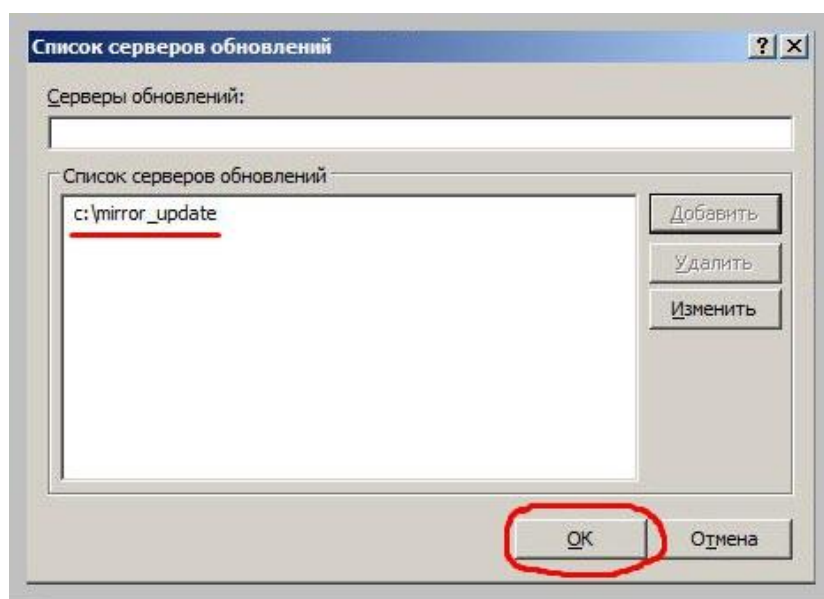 Список серверов обновлений
Серверы обновлений:
Список серверов обновлений
c:\mirror_update
Добавить
Удалить
Изменить
OK
Отмена